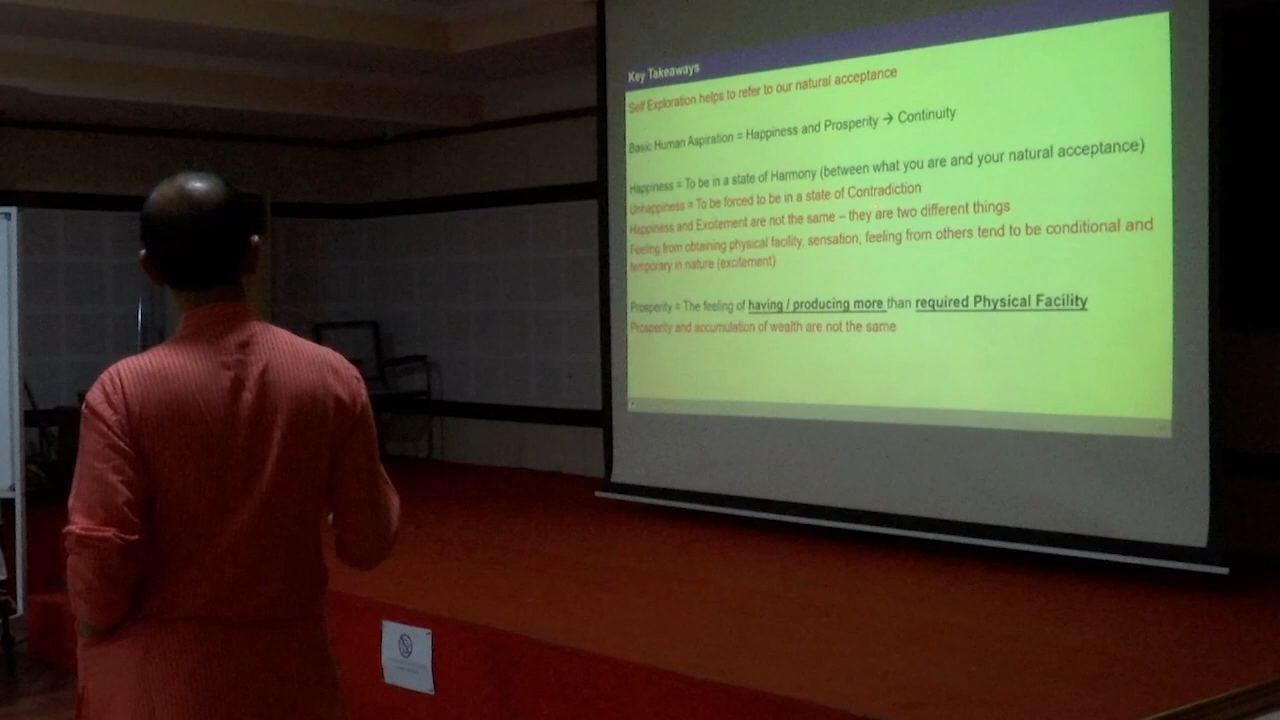 Key Takeaways
Self Exploration helps to refer to our natural acceptance
Basic Human Aspiration = Happiness and Prosperity → Continuity
Happiness = To be in a state of Harmony (between what you are and your natural acceptance)
Unhappiness = To be forced to be in a state of Contradiction
Happiness and Excitement are not the same – they are two different things
Feeling from obtaining physical facility, sensation, feeling from others tend to be conditional and
temporary in nature (excitement)
Prosperity = The feeling of having / producing more than required Physical Facility
Prosperity and accumulation of wealth are not the same